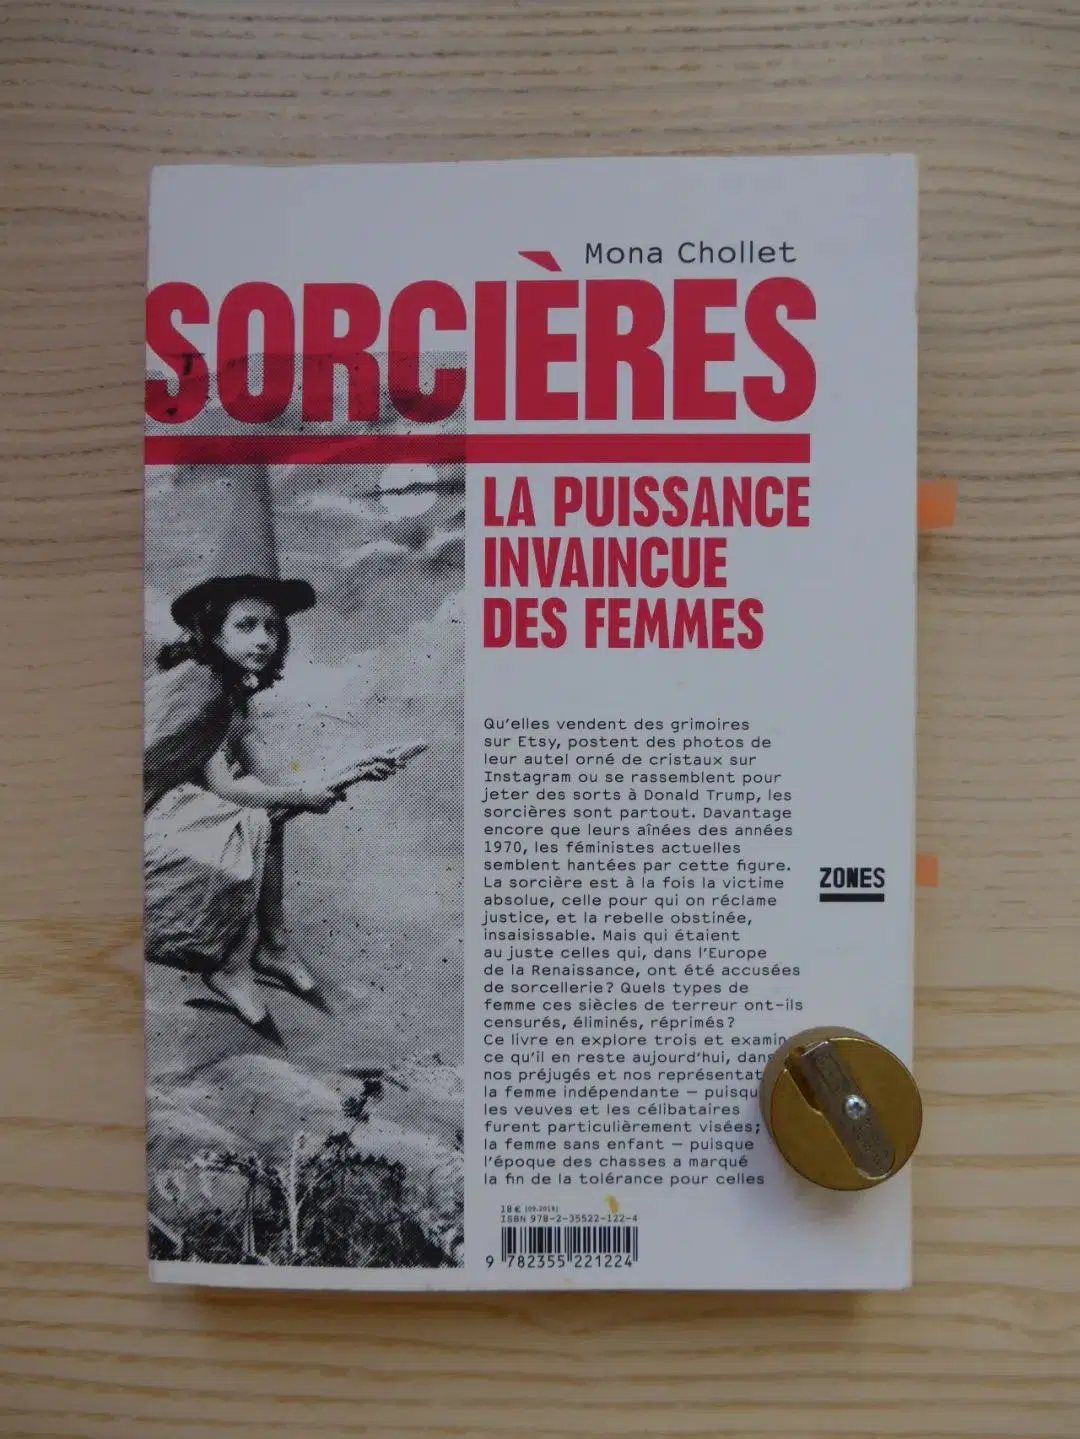 Mona Chollet
SORCIÈRES
LA PUISSANCE
INVAINCUE
DES FEMMES
Qu'elles vendent des grimoires
sur Etsy, postent des photos de
leur autel orné de cristaux sur
Instagram ou se rassemblent pour
jeter des sorts à Donald Trump, les
sorcières sont partout. Davantage
encore que leurs aînées des années
1970, les féministes actuelles
semblent hantées par cette figure.
La sorcière est à la fois la victime
absolue, celle pour qui on réclame
justice, et la rebelle obstinée,
insaisissable. Mais qui étaient
au juste celles qui, dans l'Europe
de la Renaissance, ont été accusées
de sorcellerie? Quels types de
femme ces siècles de terreur ont-ils
censurés, éliminés, réprimés?
Ce livre en explore trois et examin
ce qu'il en reste aujourd'hui, dans
nos préjugés et nos représentat
la femme indépendante — puisqu
les veuves et les célibataires
furent particulièrement visées;
la femme sans enfant — puisque
l'époque des chasses a marqué
la fin de la tolérance pour celles
ZONES
18 € (09.2018)
ISBN 978-2-35522-122-4
9 782355 221224